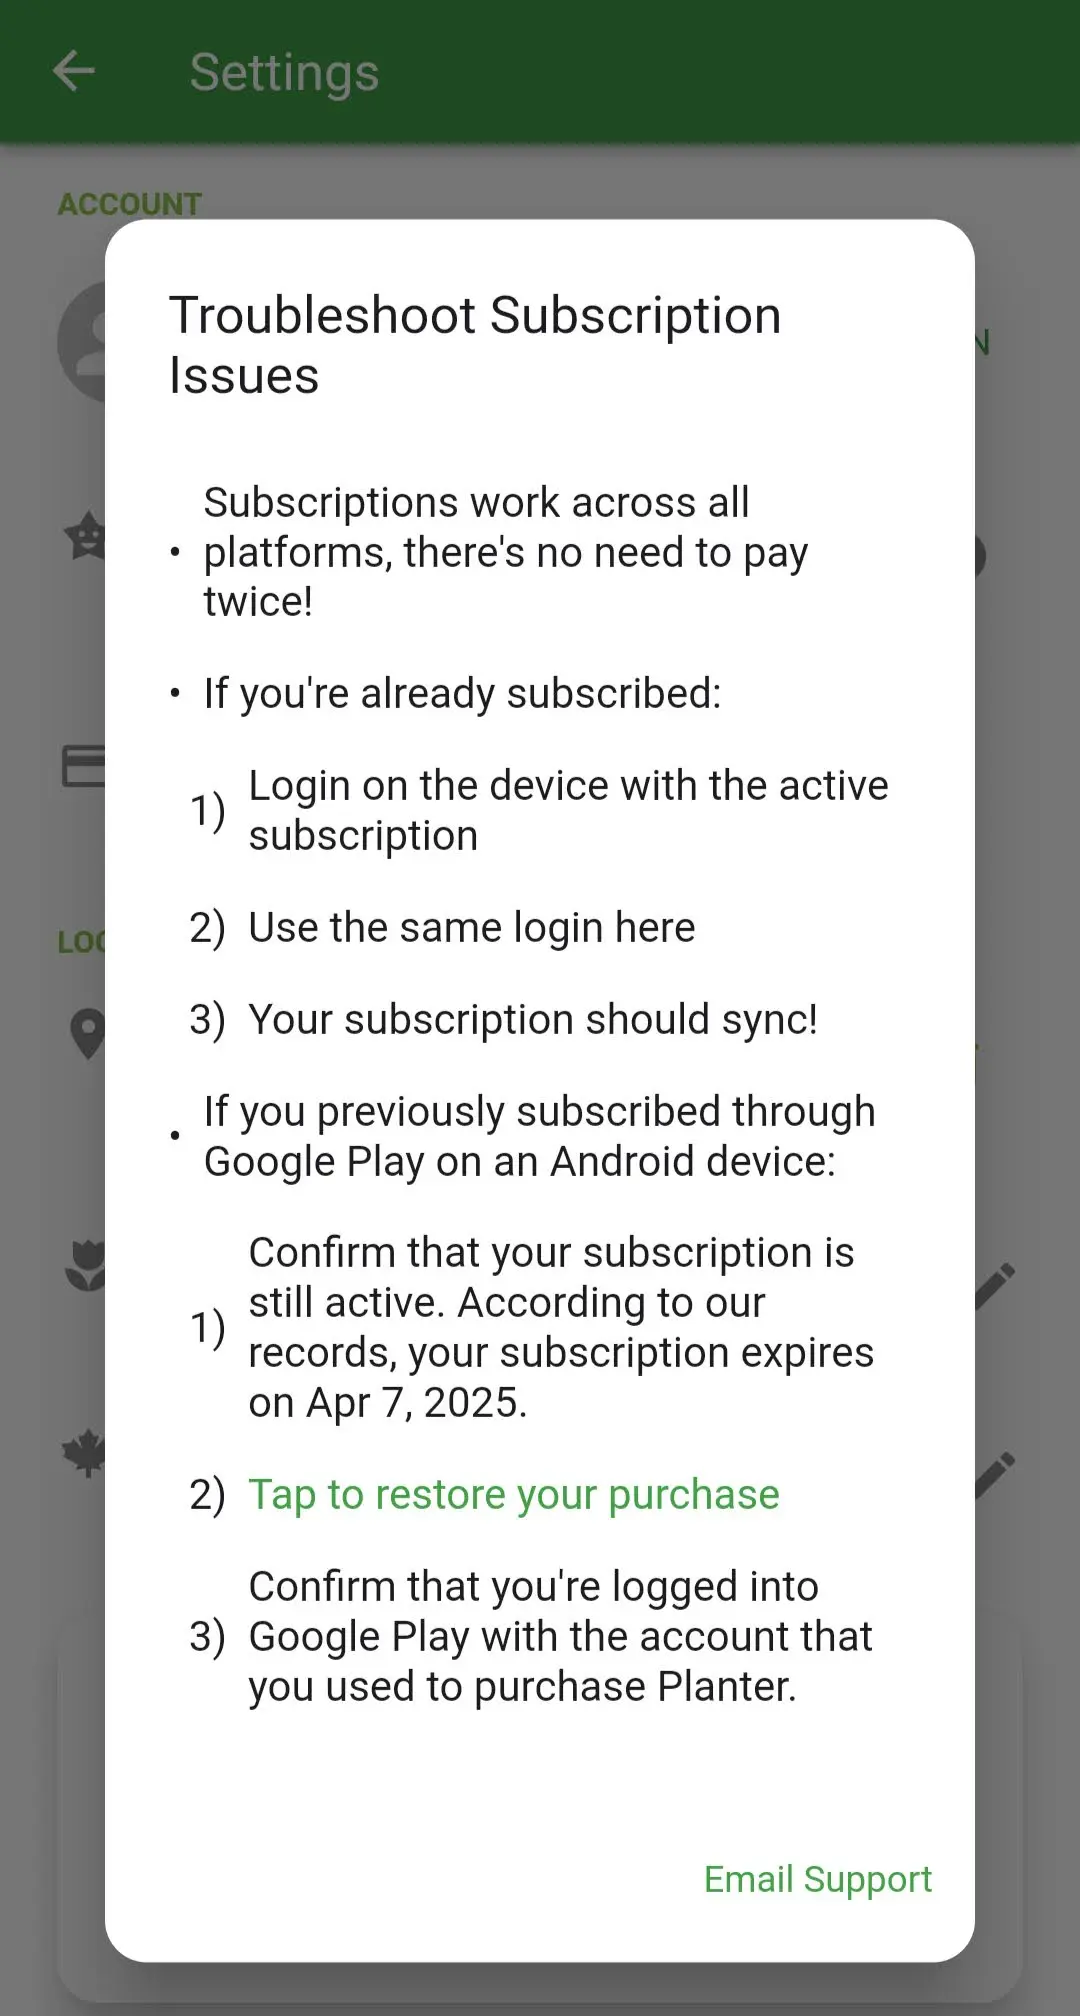 Settings
ACCOUNT
N
Troubleshoot Subscription
Issues
Subscriptions work across all
• platforms, there's no need to pay
twice!
• If you're already subscribed:
1) Login on the device with the active
subscription
2) Use the same login here
3) Your subscription should sync!
LOC
• If you previously subscribed through
Google Play on an Android device:
1) Confirm that your subscription is
still active. According to our
records, your subscription expires
on Apr 7, 2025.
2) Tap to restore your purchase
3) Confirm that you're logged into
Google Play with the account that
you used to purchase Planter.
Email Support